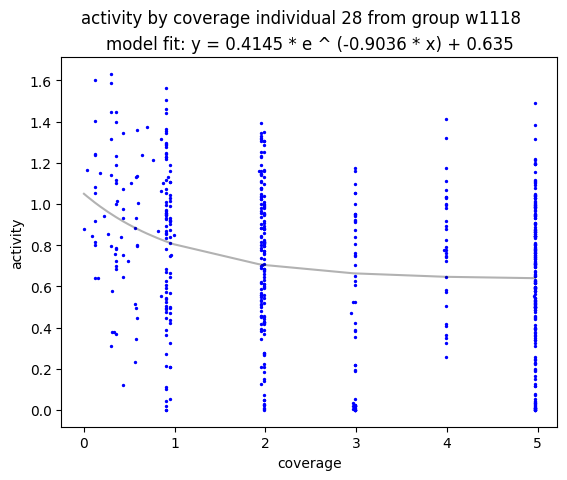 activity by coverage individual 28 from group w1118
model fit: y = 0.4145 * e ^ (-0.9036 * x) + 0.635
1.6
1.4
1.2
1.0
0.8
0.6
0.4
0.2
0.0
activity
0 1 2 3 4 5
coverage